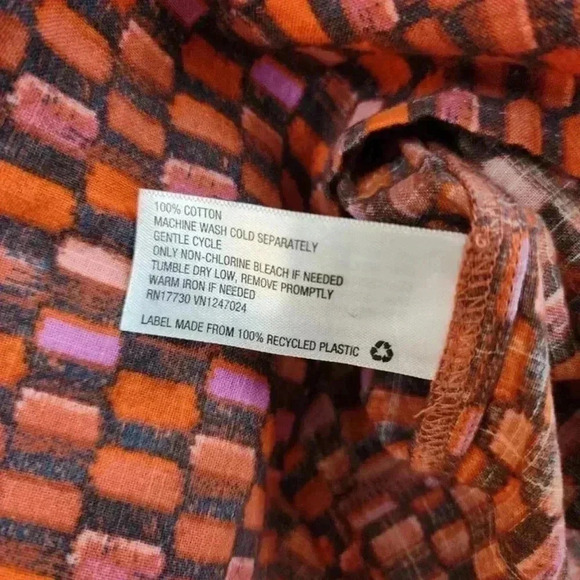 100% COTTON
MACHINE WASH COLD SEPARATELY
GENTLE CYCLE
ONLY NON-CHLORINE BLEACH IF NEEDED
TUMBLE DRY LOW, REMOVE PROMPTLY
WARM IRON IF NEEDED
RN17730 VN1247024
LABEL MADE FROM 100% RECYCLED PLASTIC